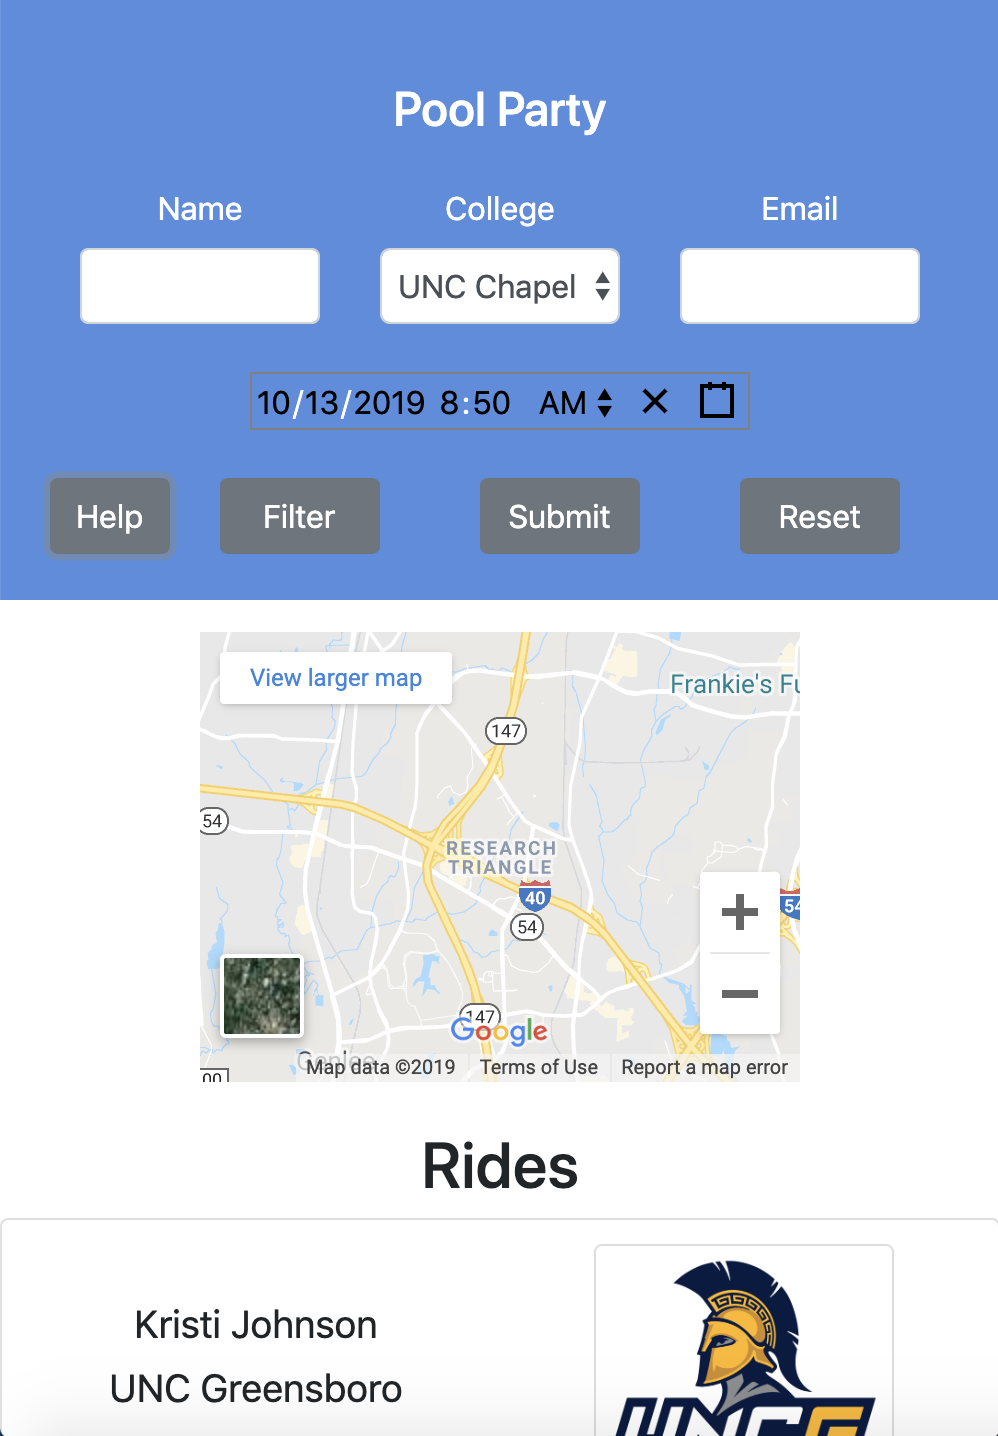 Pool Party
Name College Email
UNC Chapel
10/13/2019 8:50 AM
Help Filter Submit Reset
View larger map
Frankie's Fu
147
54
RESEARCH
TRIANGLE
40
54
54
147
Google
Genlee
Map data ©2019 Terms of Use Report a map error
Rides
Kristi Johnson
UNC Greensboro
UNCG